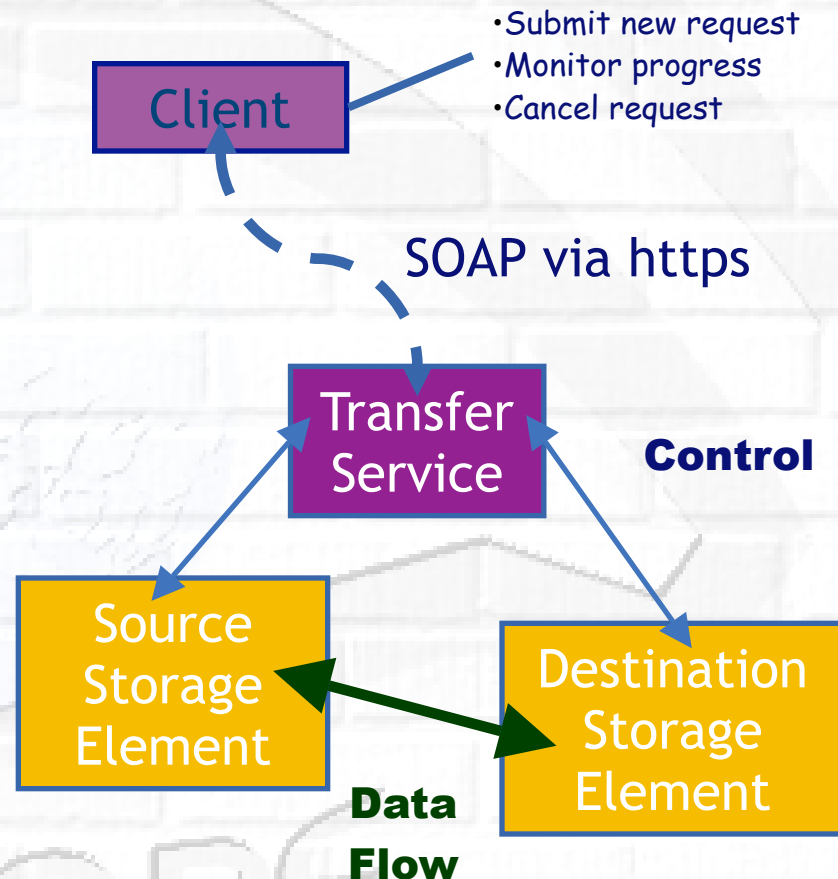 •Submit new request
•Monitor progress
•Cancel request
Client
SOAP via https
Transfer
Service
Control
Source
Storage
Element
Destination
Storage
Element
Data
Flow